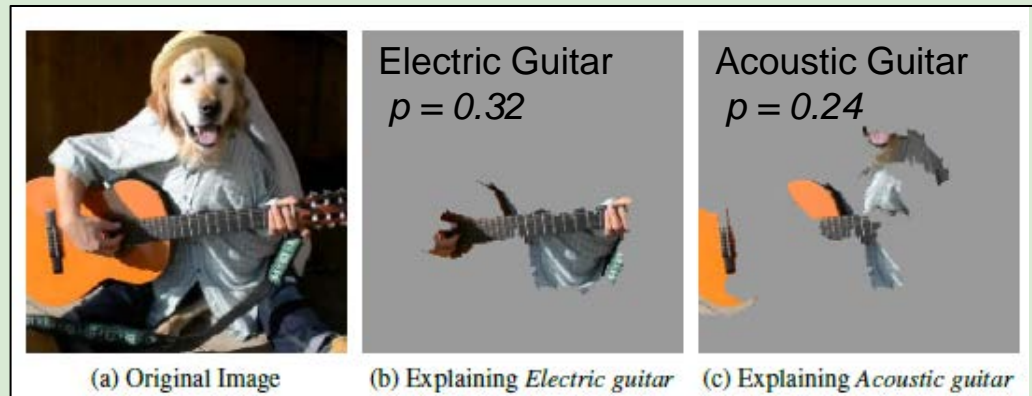 Electric Guitar
p = 0.32
Acoustic Guitar
p = 0.24
(a) Original Image
(b) Explaining Electric guitar
(c) Explaining Acoustic guitar